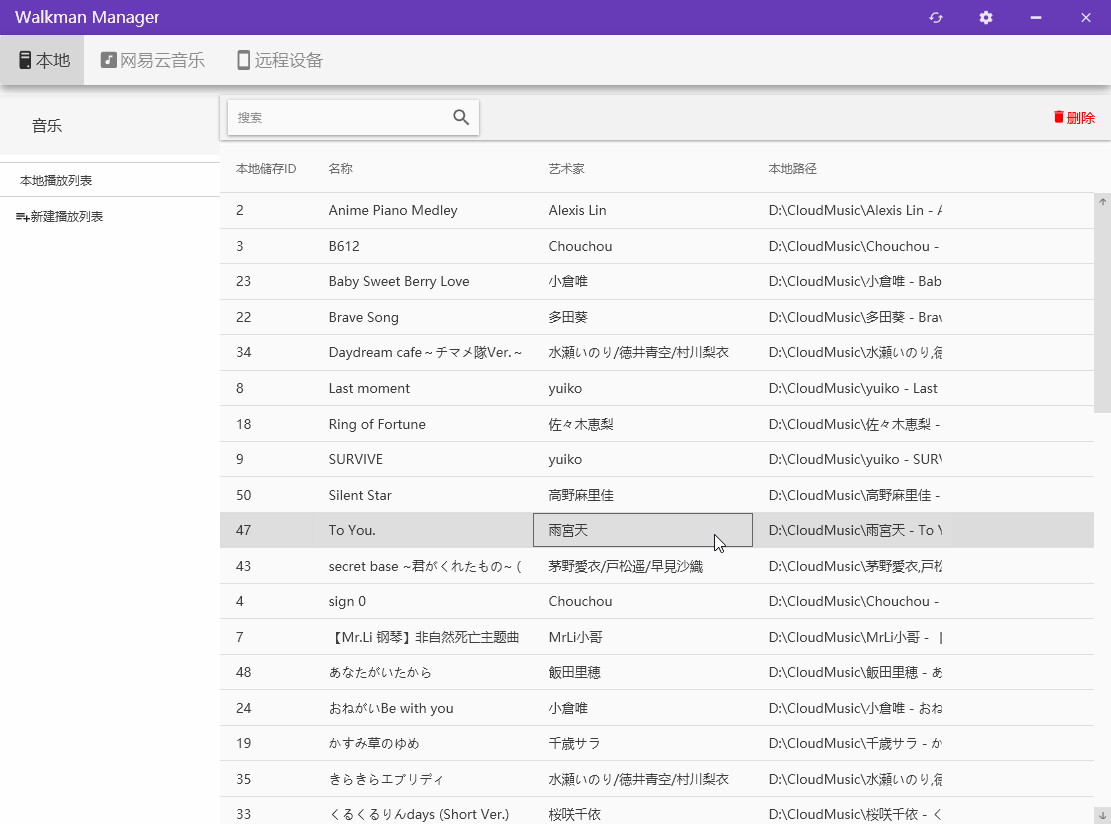 Walkman Manager
本地 网易云音乐 远程设备
音乐
搜索
删除
本地播放列表
新建播放列表
本地储存ID 名称 艺术家 本地路径
2 Anime Piano Medley Alexis Lin D:\CloudMusic\Alexis Lin - A
3 B612 Chouchou D:\CloudMusic\Chouchou -
23 Baby Sweet Berry Love 小倉唯 D:\CloudMusic\小倉唯 - Bab
22 Brave Song 多田葵 D:\CloudMusic\多田葵 - Brav
34 Daydream cafe～チマメ隊Ver.～ 水瀬いのり/徳井青空/村川梨衣 D:\CloudMusic\水瀬いのり,徳
8 Last moment yuiko D:\CloudMusic\yuiko - Last
18 Ring of Fortune 佐々木恵梨 D:\CloudMusic\佐々木恵梨 -
9 SURVIVE yuiko D:\CloudMusic\yuiko - SURV
50 Silent Star 高野麻里佳 D:\CloudMusic\高野麻里佳 -
47 To You. 雨宮天 D:\CloudMusic\雨宮天 - To Y
43 secret base ~君がくれたもの~ ( 茅野愛衣/戸松遥/早見沙織 D:\CloudMusic\茅野愛衣,戸松
4 sign 0 Chouchou D:\CloudMusic\Chouchou -
7 【Mr.Li 钢琴】非自然死亡主题曲 MrLi小哥 D:\CloudMusic\MrLi小哥 -
48 あなたがいたから 飯田里穂 D:\CloudMusic\飯田里穂 - あ
24 おねがいBe with you 小倉唯 D:\CloudMusic\小倉唯 - おね
19 かすみ草のゆめ 千歳サラ D:\CloudMusic\千歳サラ - か
35 きらきらエブリディ 水瀬いのり/徳井青空/村川梨衣 D:\CloudMusic\水瀬いのり,徳
33 くるくるりんdays (Short Ver.) 桜咲千依 D:\CloudMusic\桜咲千依 - く